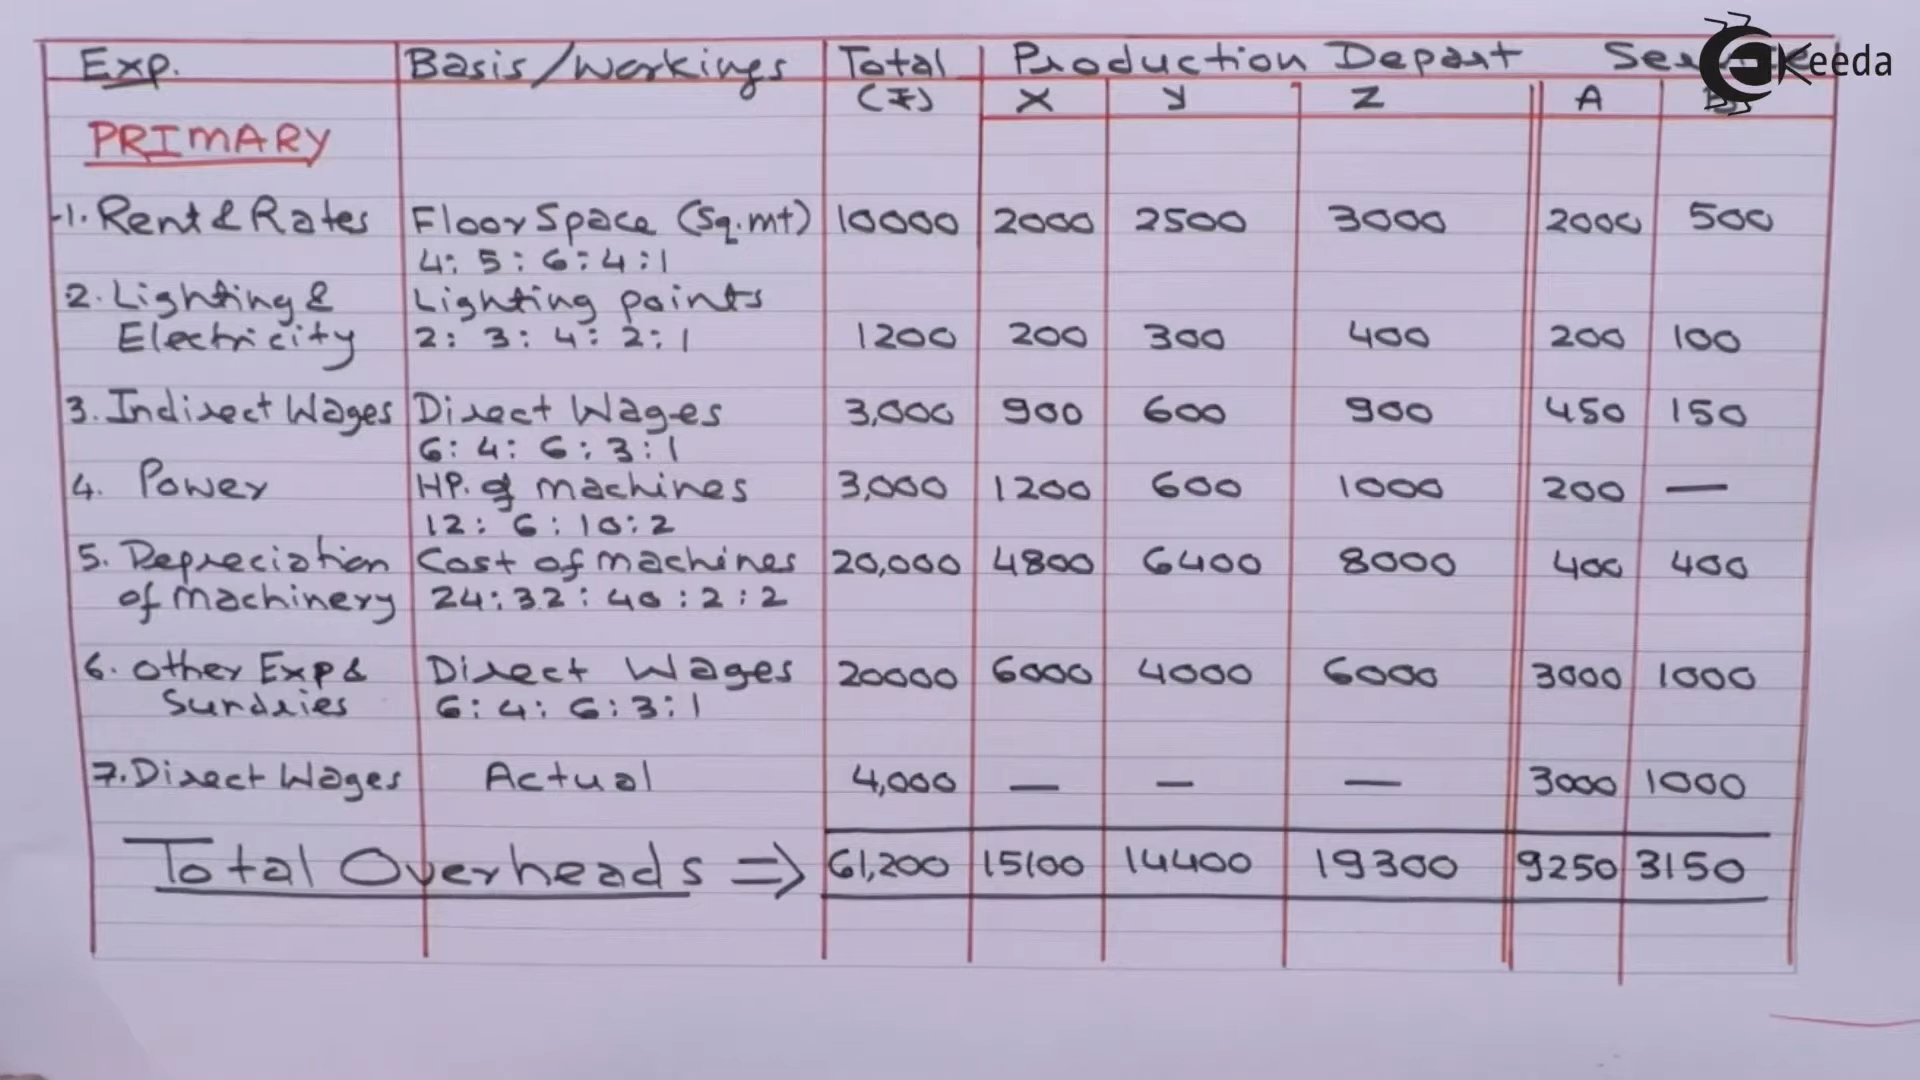 Exp. Basis/Workings Total Production Depart
(₹) X Y Z A
PRIMARY
1. Rent & Rates Floor Space (Sq.mt) 10000 2000 2500 3000 2000 500
4: 5: 6: 4: 1
2. Lighting & Lighting points
Electricity 2: 3: 4: 2: 1 1200 200 300 400 200 100
3. Indirect Wages Direct Wages 3,000 900 600 900 450 150
6: 4: 6: 3: 1
4. Power HP. of machines 3,000 1200 600 1000 200 —
12: 6: 10: 2
5. Depreciation Cost of machines 20,000 4800 6400 8000 400 400
of machinery 24: 32: 40: 2: 2
6. Other Exp & Direct Wages 20000 6000 4000 6000 3000 1000
Sundries 6: 4: 6: 3: 1
7. Direct Wages Actual 4,000 — — — 3000 1000
Total Overheads ⇒ 61,200 15100 14400 19300 9250 3150
eKeeda